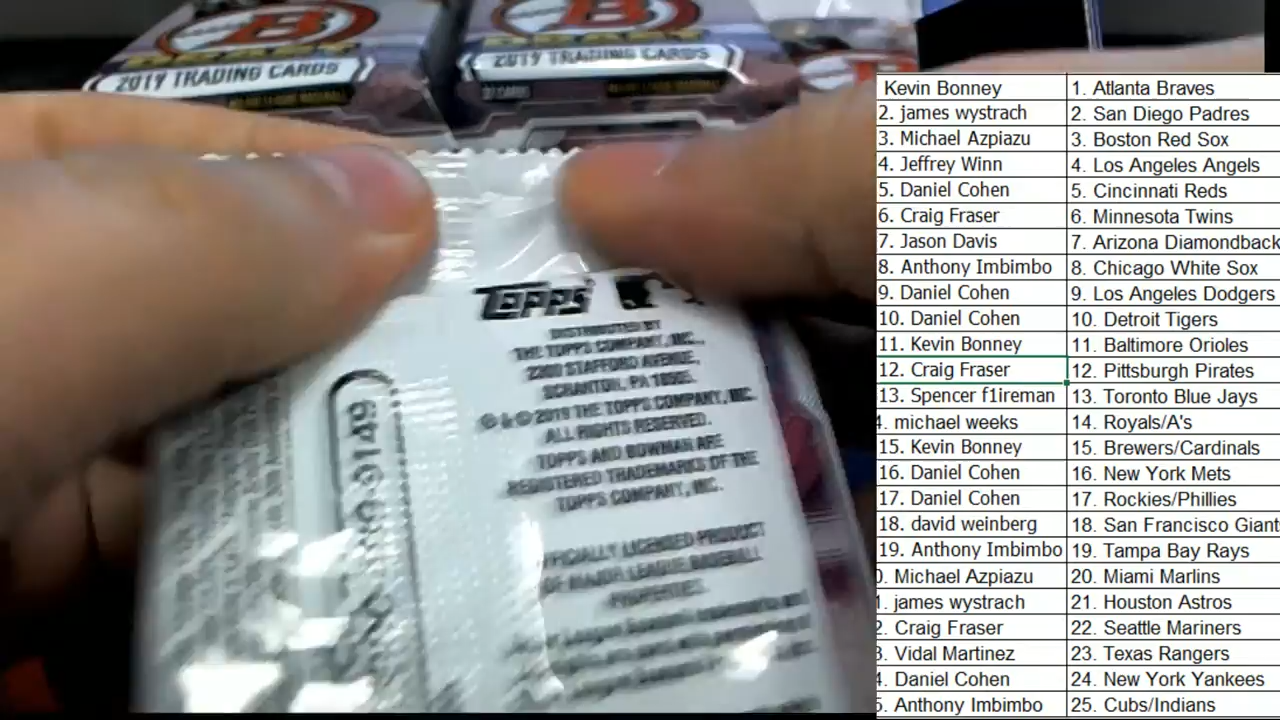 B
B
2019 TRADING CARDS
2019 TRADING CARDS
TOPPS
DISTRIBUTED BY
THE TOPPS COMPANY, INC.,
STAFFORD AVENUE,
SCRANTON, PA
© & © 2019 THE TOPPS COMPANY, INC.
ALL RIGHTS RESERVED.
TOPPS AND BOWMAN ARE
REGISTERED TRADEMARKS OF THE
TOPPS COMPANY, INC.
OFFICIALLY LICENSED PRODUCT
OF MAJOR LEAGUE BASEBALL
PROPERTIES.
Kevin Bonney 1. Atlanta Braves
2. james wystrach 2. San Diego Padres
3. Michael Azpiazu 3. Boston Red Sox
4. Jeffrey Winn 4. Los Angeles Angels
5. Daniel Cohen 5. Cincinnati Reds
6. Craig Fraser 6. Minnesota Twins
7. Jason Davis 7. Arizona Diamondback
8. Anthony Imbimbo 8. Chicago White Sox
9. Daniel Cohen 9. Los Angeles Dodgers
10. Daniel Cohen 10. Detroit Tigers
11. Kevin Bonney 11. Baltimore Orioles
12. Craig Fraser 12. Pittsburgh Pirates
13. Spencer f1ireman 13. Toronto Blue Jays
4. michael weeks 14. Royals/A's
15. Kevin Bonney 15. Brewers/Cardinals
16. Daniel Cohen 16. New York Mets
17. Daniel Cohen 17. Rockies/Phillies
18. david weinberg 18. San Francisco Giant
19. Anthony Imbimbo 19. Tampa Bay Rays
0. Michael Azpiazu 20. Miami Marlins
1. james wystrach 21. Houston Astros
2. Craig Fraser 22. Seattle Mariners
3. Vidal Martinez 23. Texas Rangers
4. Daniel Cohen 24. New York Yankees
5. Anthony Imbimbo 25. Cubs/Indians